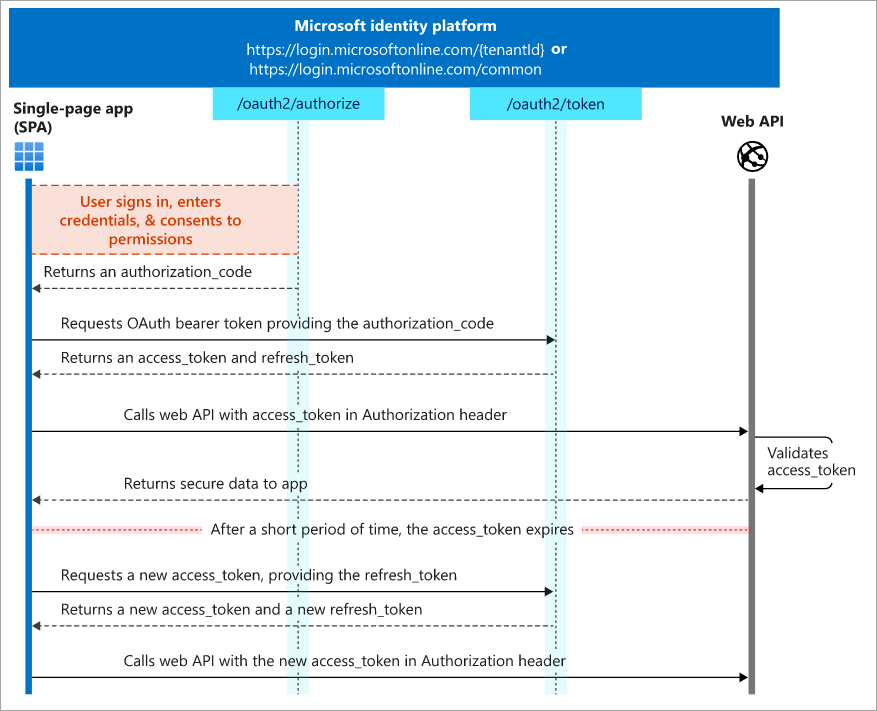 Microsoft identity platform
https://login.microsoftonline.com/{tenantId} or
https://login.microsoftonline.com/common
Single-page app
(SPA)
/oauth2/authorize
/oauth2/token
Web API
User signs in, enters
credentials, & consents to
permissions
Returns an authorization_code
Requests OAuth bearer token providing the authorization_code
Returns an access_token and refresh_token
Calls web API with access_token in Authorization header
Validates
access_token
Returns secure data to app
After a short period of time, the access_token expires
Requests a new access_token, providing the refresh_token
Returns a new access_token and a new refresh_token
Calls web API with the new access_token in Authorization header